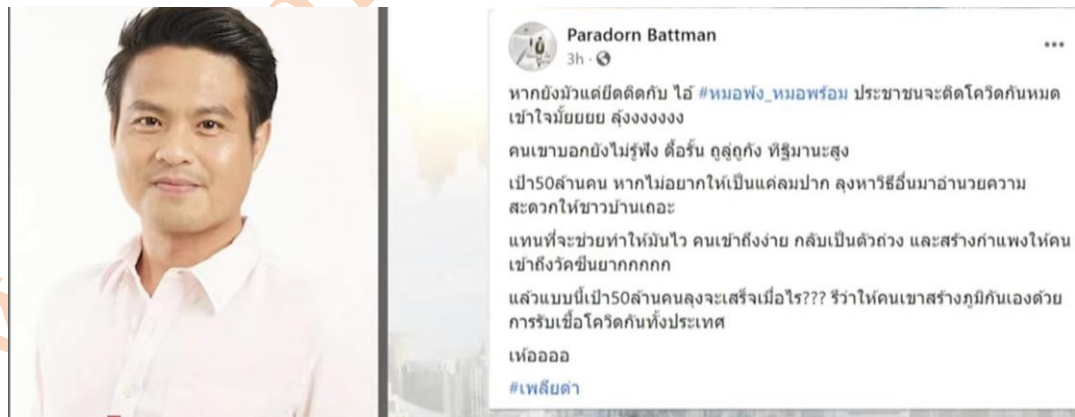 Paradorn Battman
3h
หากยังมัวแต่ยึดติดกับ ไอ้ #หมอพัง_หมอพร้อม ประชาชนจะติดโควิดกันหมด
เข้าใจมั้ยยยย ลุ้งงงงงงง
คนเขาบอกยังไม่รู้ฟัง ดื้อรั้น ถูลู่ถูกัง ทิฐิมานะสูง
เป้า50ล้านคน หากไม่อยากให้เป็นแค่ลมปาก ลุงหาวิธีอื่นมาอำนวยความ
สะดวกให้ชาวบ้านเถอะ
แทนที่จะช่วยทำให้มันไว คนเข้าถึงง่าย กลับเป็นตัวถ่วง และสร้างกำแพงให้คน
เข้าถึงวัคซีนยากกกกก
แล้วแบบนี้เป้า50ล้านคนลุงจะเสร็จเมื่อไร??? รึว่าให้คนเขาสร้างภูมิกันเองด้วย
การรับเชื้อโควิดกันทั้งประเทศ
เห้ออออ
#เพลียด่า